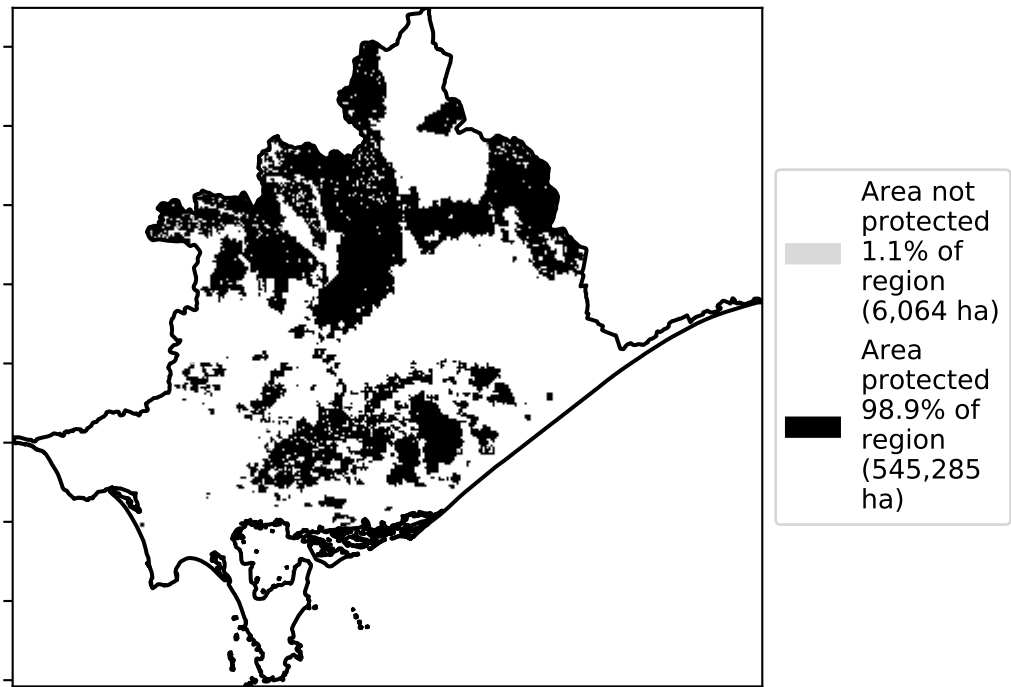 Area not
protected
1.1% of
region
(6,064 ha)
Area
protected
98.9% of
region
(545,285
ha)